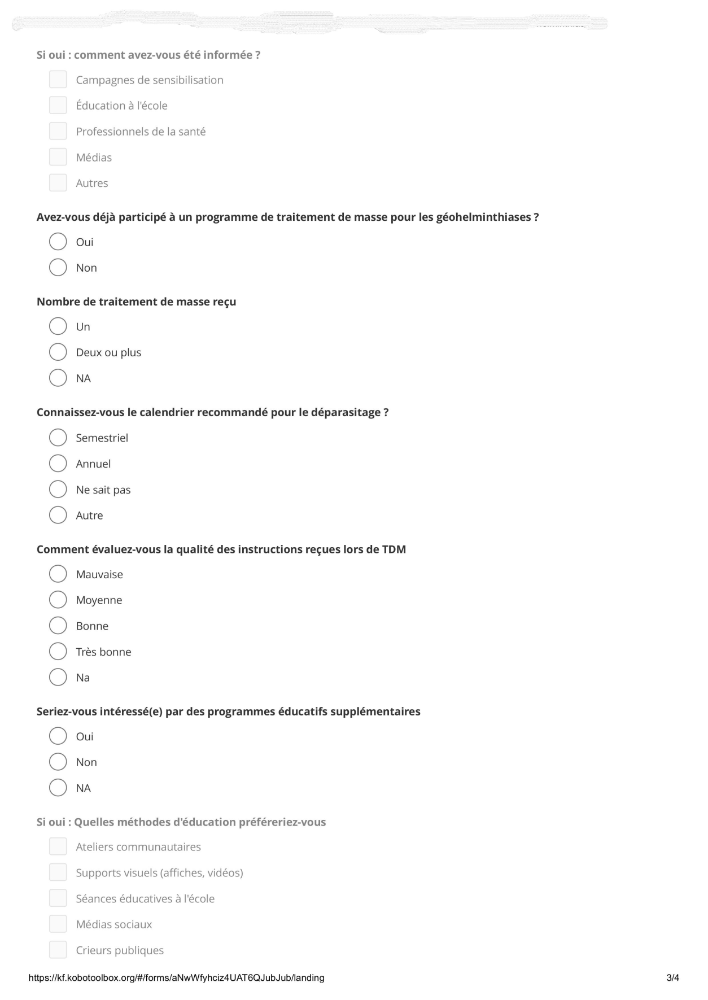 Si oui : comment avez-vous été informée ?
Campagnes de sensibilisation
Éducation à l'école
Professionnels de la santé
Médias
Autres
Avez-vous déjà participé à un programme de traitement de masse pour les géohelminthiases ?
Oui
Non
Nombre de traitement de masse reçu
Un
Deux ou plus
NA
Connaissez-vous le calendrier recommandé pour le déparasitage ?
Semestriel
Annuel
Ne sait pas
Autre
Comment évaluez-vous la qualité des instructions reçues lors de TDM
Mauvaise
Moyenne
Bonne
Très bonne
Na
Seriez-vous intéressé(e) par des programmes éducatifs supplémentaires
Oui
Non
NA
Si oui : Quelles méthodes d'éducation préféreriez-vous
Ateliers communautaires
Supports visuels (affiches, vidéos)
Séances éducatives à l'école
Médias sociaux
Crieurs publiques
https://kf.kobotoolbox.org/#/forms/aNwWfyhciz4UAT6QJubJub/landing 3/4